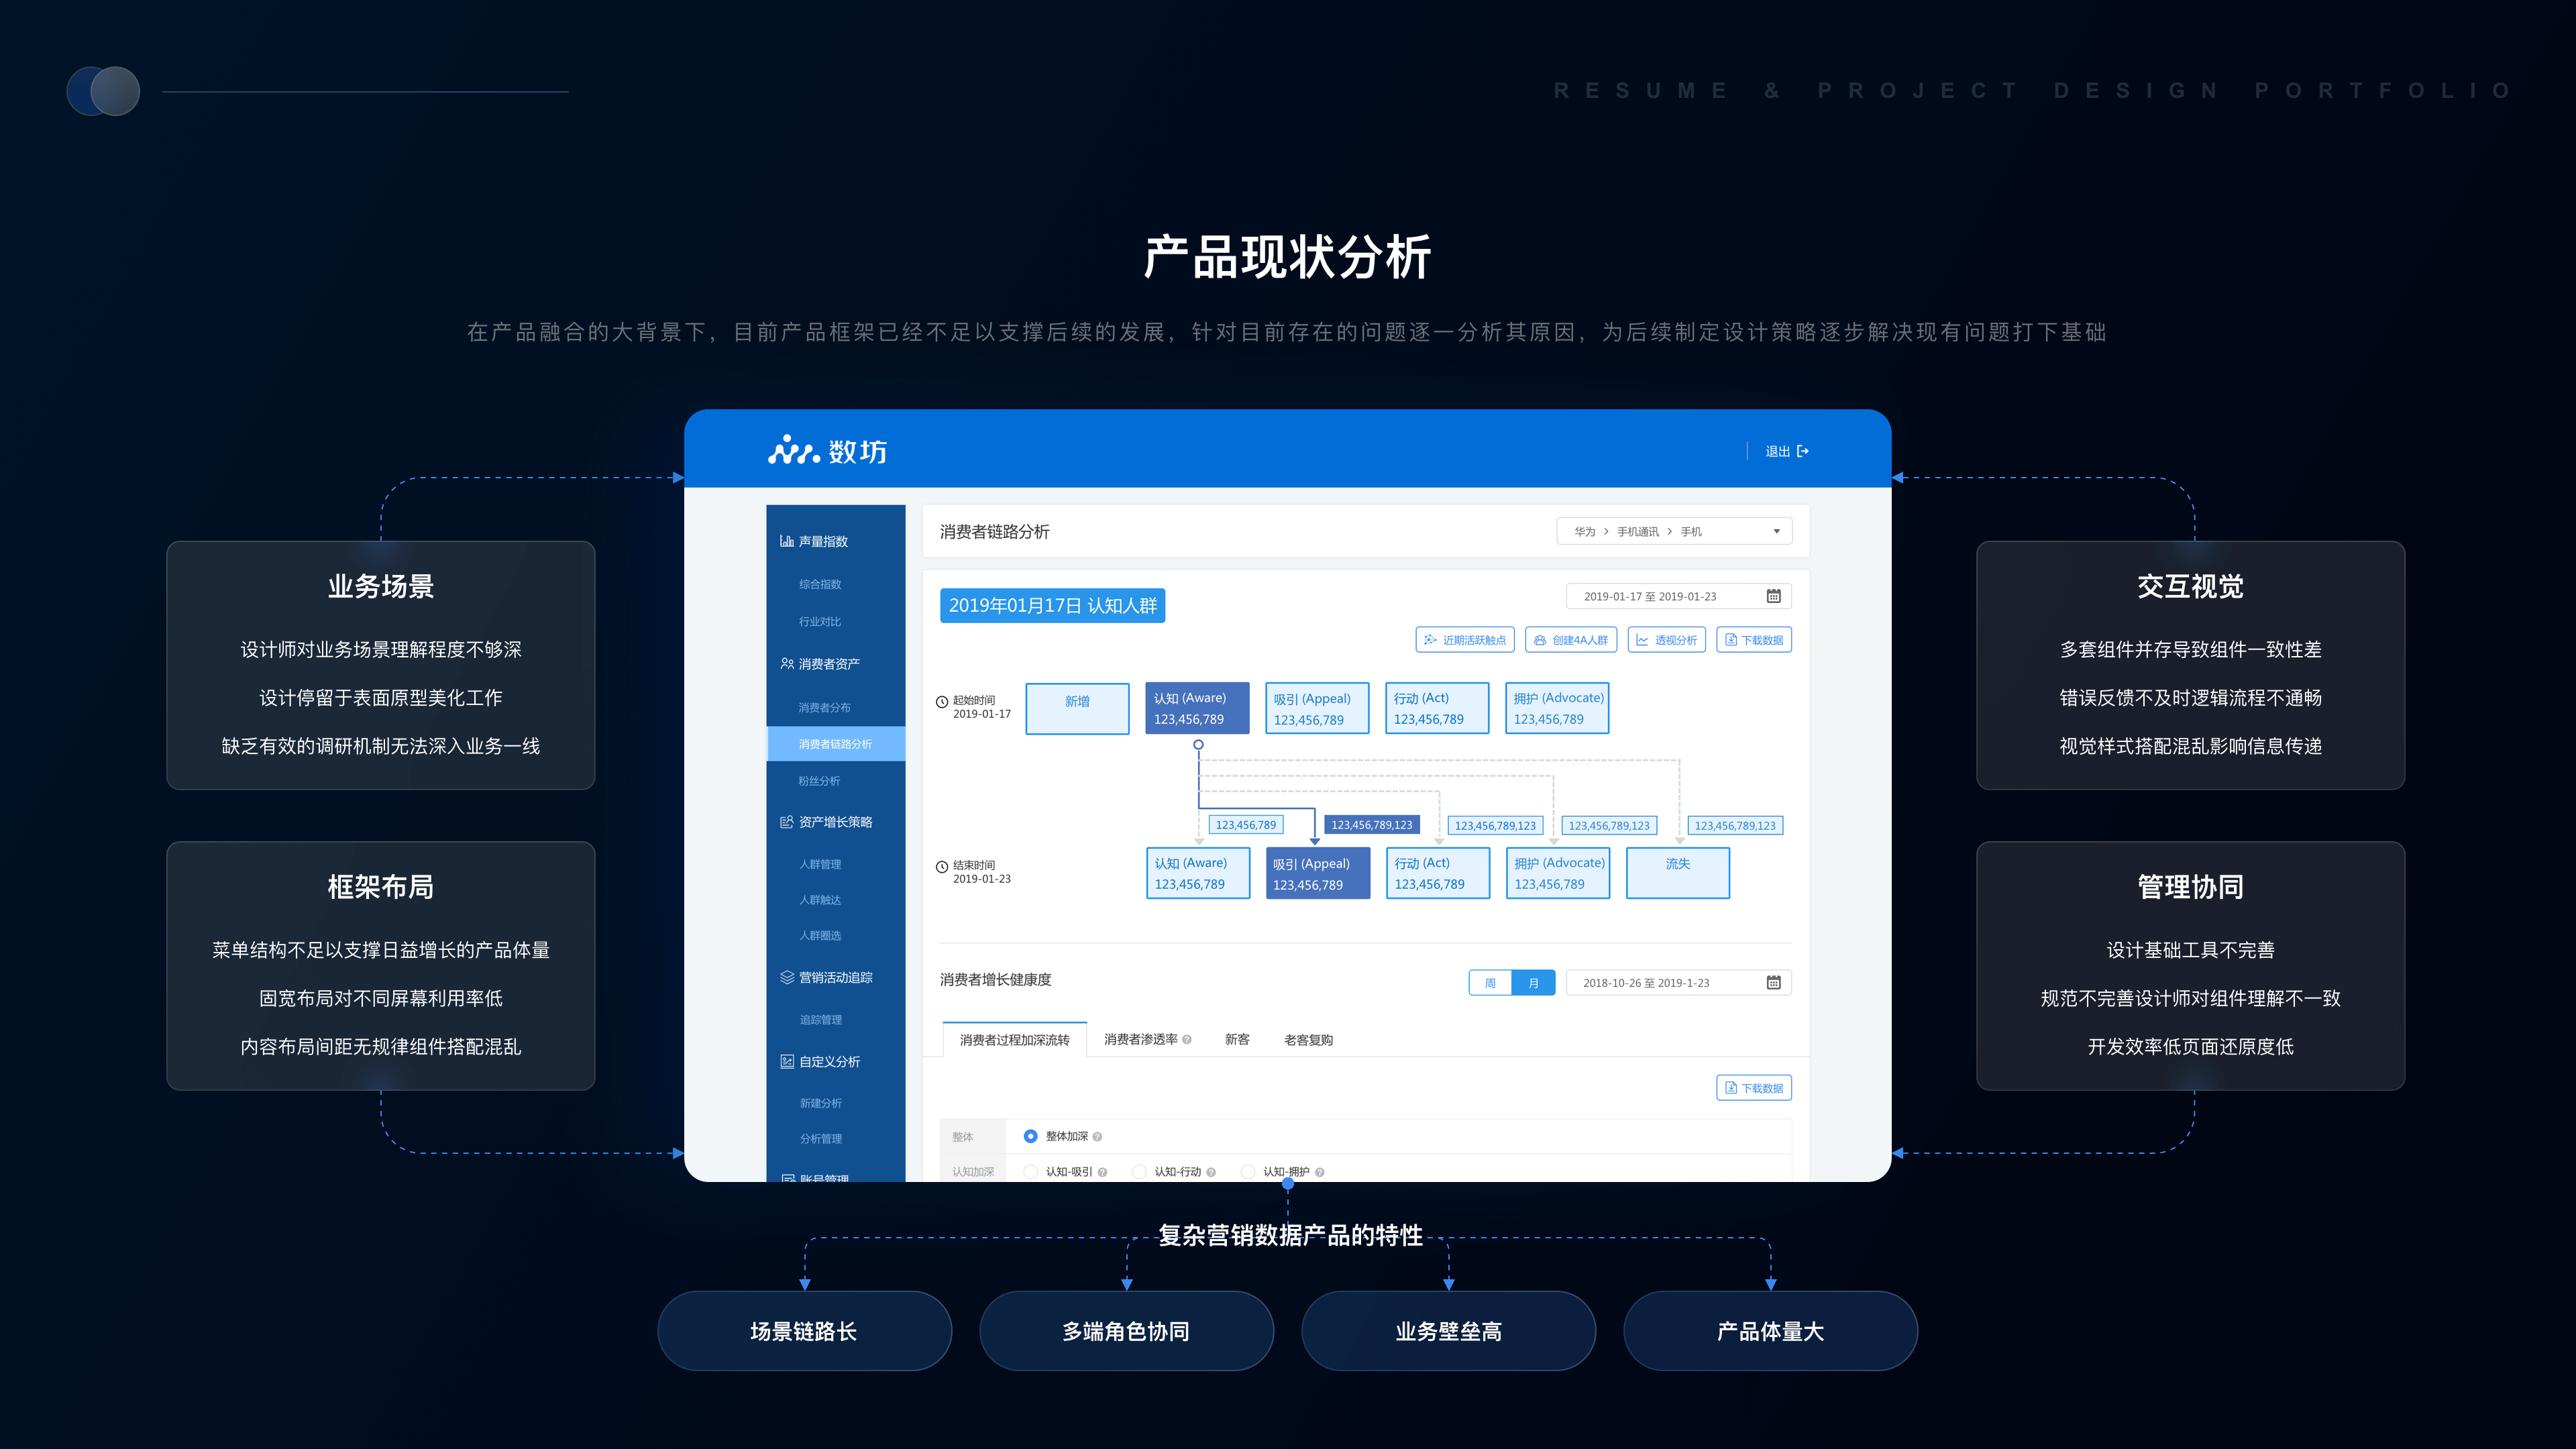 RESUME & PROJECT DESIGN PORTFOLIO
产品现状分析
在产品融合的大背景下，目前产品框架已经不足以支撑后续的发展，针对目前存在的问题逐一分析其原因，为后续制定设计策略逐步解决现有问题打下基础
业务场景
设计师对业务场景理解程度不够深
设计停留于表面原型美化工作
缺乏有效的调研机制无法深入业务一线
框架布局
菜单结构不足以支撑日益增长的产品体量
固宽布局对不同屏幕利用率低
内容布局间距无规律组件搭配混乱
数坊
退出
声量指数
综合指数
行业对比
消费者资产
消费者分布
消费者链路分析
粉丝分析
资产增长策略
人群管理
人群触达
人群圈选
营销活动追踪
追踪管理
自定义分析
新建分析
分析管理
账号管理
消费者链路分析
华为 > 手机通讯 > 手机
2019年01月17日 认知人群
2019-01-17 至 2019-01-23
近期活跃触点 创建4A人群 透视分析 下载数据
起始时间
2019-01-17
新增
认知 (Aware)
123,456,789
吸引 (Appeal)
123,456,789
行动 (Act)
123,456,789
拥护 (Advocate)
123,456,789
123,456,789 123,456,789,123 123,456,789,123 123,456,789,123 123,456,789,123
结束时间
2019-01-23
认知 (Aware)
123,456,789
吸引 (Appeal)
123,456,789
行动 (Act)
123,456,789
拥护 (Advocate)
123,456,789
流失
消费者增长健康度
周 月 2018-10-26 至 2019-1-23
消费者过程加深流转 消费者渗透率 新客 老客复购
下载数据
整体 整体加深
认知加深 认知-吸引 认知-行动 认知-拥护
交互视觉
多套组件并存导致组件一致性差
错误反馈不及时逻辑流程不通畅
视觉样式搭配混乱影响信息传递
管理协同
设计基础工具不完善
规范不完善设计师对组件理解不一致
开发效率低页面还原度低
复杂营销数据产品的特性
场景链路长 多端角色协同 业务壁垒高 产品体量大